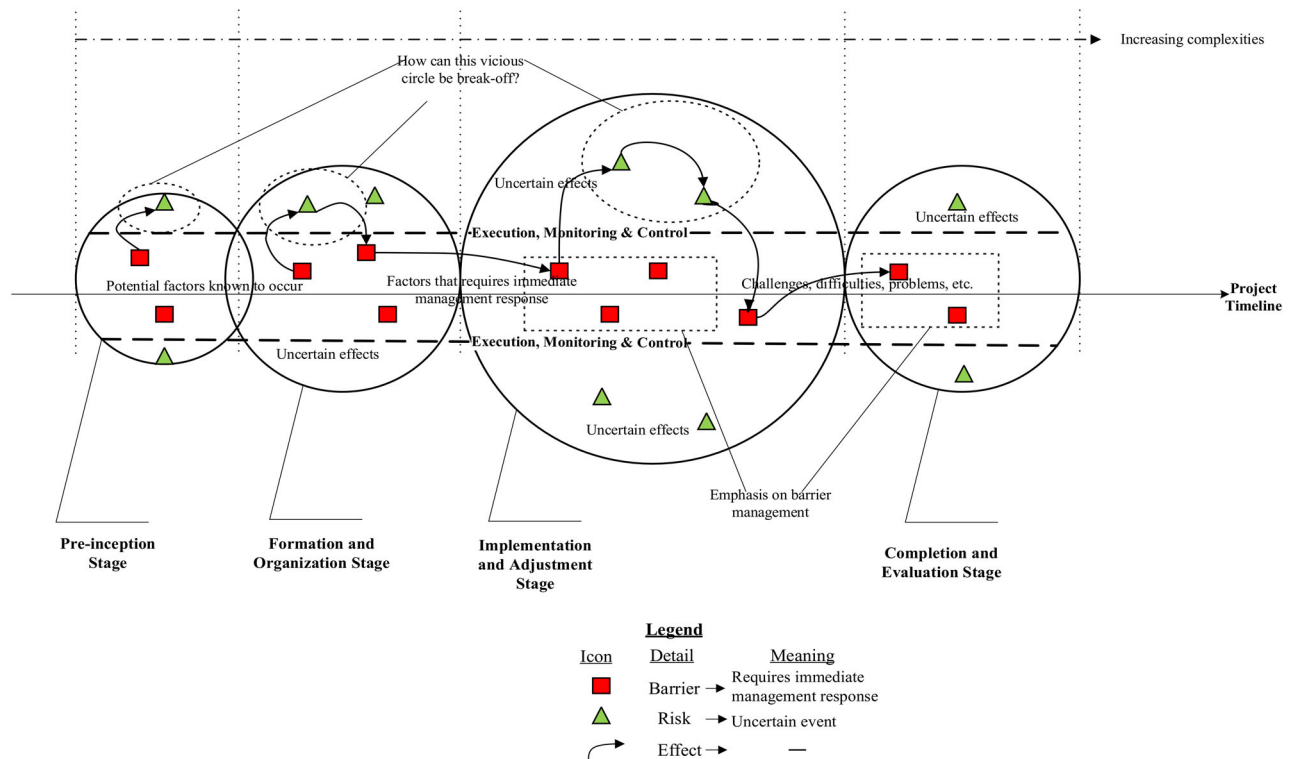 Increasing complexities
How can this vicious
circle be break-off?
Uncertain effects
Uncertain effects
Execution, Monitoring & Control
Potential factors known to occur
Factors that requires immediate
management response
Challenges, difficulties, problems, etc.
Project
Timeline
Execution, Monitoring & Control
Uncertain effects
Uncertain effects
Emphasis on barrier
management
Pre-inception
Stage
Formation and
Organization Stage
Implementation
and Adjustment
Stage
Completion and
Evaluation Stage
Legend
Icon Detail Meaning
Barrier Requires immediate
management response
Risk Uncertain event
Effect —